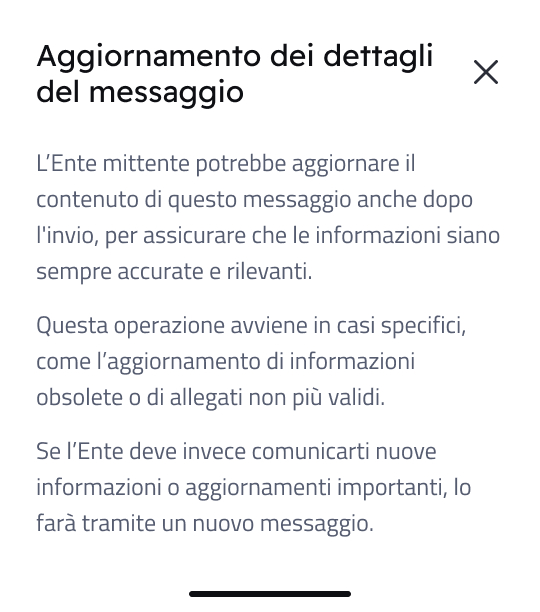 Aggiornamento dei dettagli
del messaggio
L’Ente mittente potrebbe aggiornare il
contenuto di questo messaggio anche dopo
l'invio, per assicurare che le informazioni siano
sempre accurate e rilevanti.
Questa operazione avviene in casi specifici,
come l’aggiornamento di informazioni
obsolete o di allegati non più validi.
Se l’Ente deve invece comunicarti nuove
informazioni o aggiornamenti importanti, lo
farà tramite un nuovo messaggio.